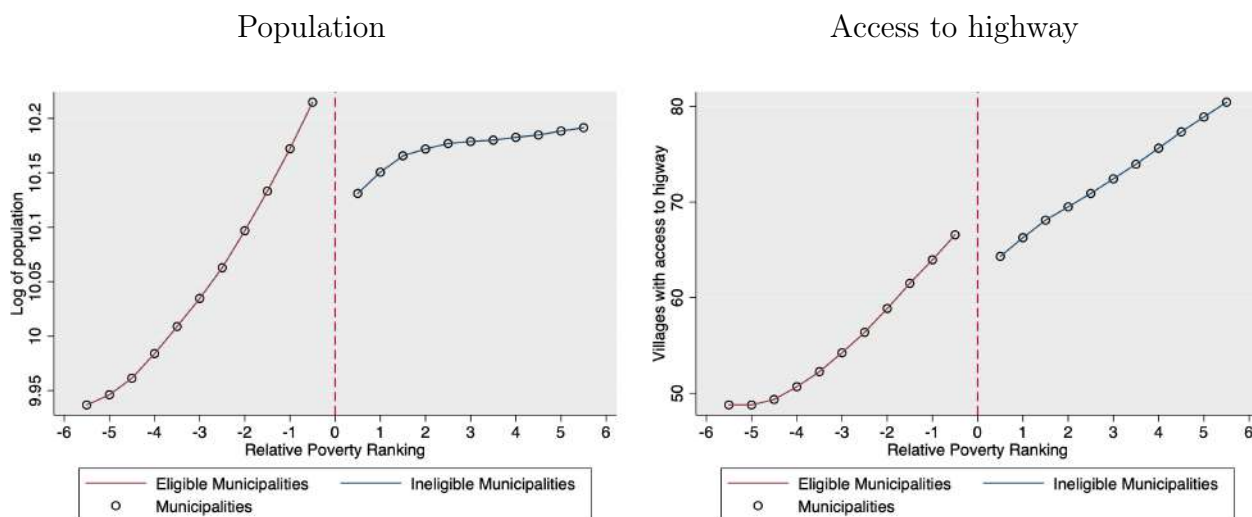 Population
Log of population
9.95 10 10.05 10.1 10.15 10.2
-6 -5 -4 -3 -2 -1 0 1 2 3 4 5 6
Relative Poverty Ranking
Eligible Municipalities Ineligible Municipalities
Municipalities
Access to highway
Villages with access to higway
50 60 70 80
-6 -5 -4 -3 -2 -1 0 1 2 3 4 5 6
Relative Poverty Ranking
Eligible Municipalities Ineligible Municipalities
Municipalities